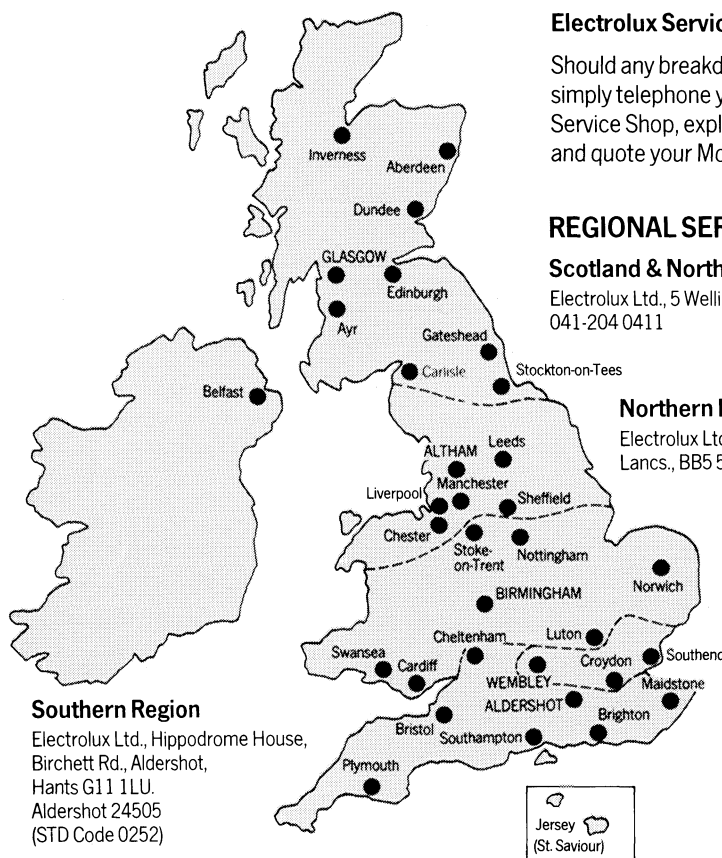 Electrolux Servic
Should any breakd
simply telephone y
Service Shop, expl
and quote your Mo
REGIONAL SER
Scotland & North
Electrolux Ltd., 5 Welli
041-204 0411
Northern
Electrolux Ltd
Lancs., BB5 5
Inverness
Aberdeen
Dundee
GLASGOW
Edinburgh
Ayr
Gateshead
Carlisle
Stockton-on-Tees
Belfast
ALTHAM
Leeds
Manchester
Liverpool
Sheffield
Chester
Stoke-
on-Trent
Nottingham
Norwich
BIRMINGHAM
Cheltenham
Luton
Swansea
Cardiff
WEMBLEY
Croydon
Southend
Maidstone
ALDERSHOT
Bristol
Southampton
Brighton
Plymouth
Southern Region
Electrolux Ltd., Hippodrome House,
Birchett Rd., Aldershot,
Hants G11 1LU.
Aldershot 24505
(STD Code 0252)
Jersey
(St. Saviour)